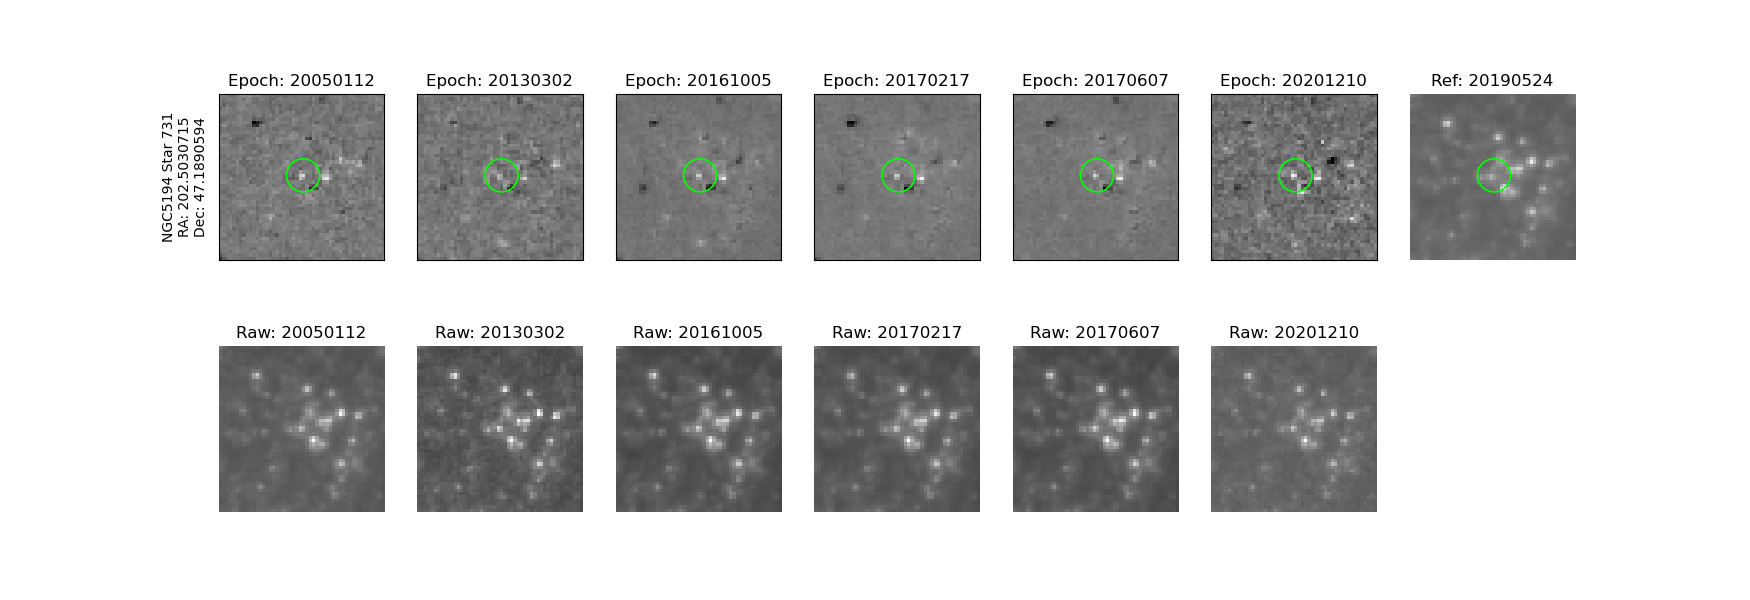 Epoch: 20050112
Epoch: 20130302
Epoch: 20161005
Epoch: 20170217
Epoch: 20170607
Epoch: 20201210
Ref: 20190524
NGC5194 Star 731
RA: 202.5030715
Dec: 47.18905594
Raw: 20050112
Raw: 20130302
Raw: 20161005
Raw: 20170217
Raw: 20170607
Raw: 20201210